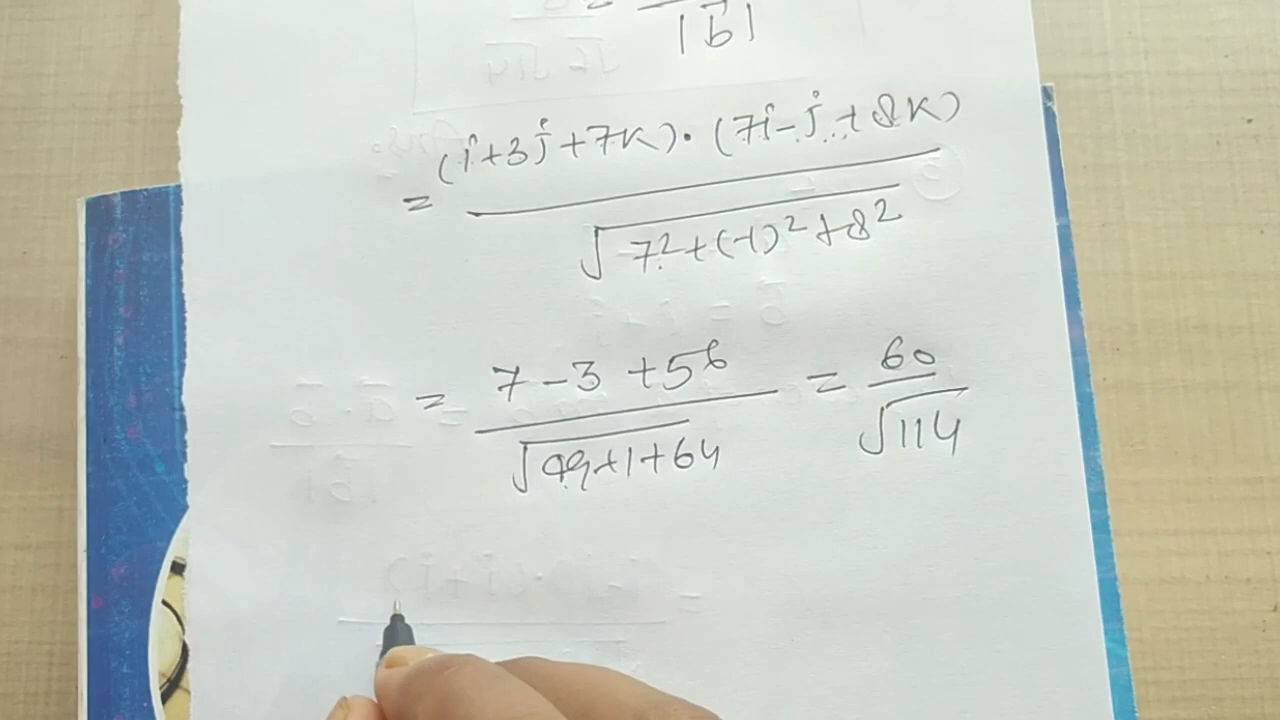 = |b⃗|
= (i+3j+7k)·(7i-j+8k) / √7²+(-1)²+8²
= 7-3+56 / √49+1+64 = 60 / √114